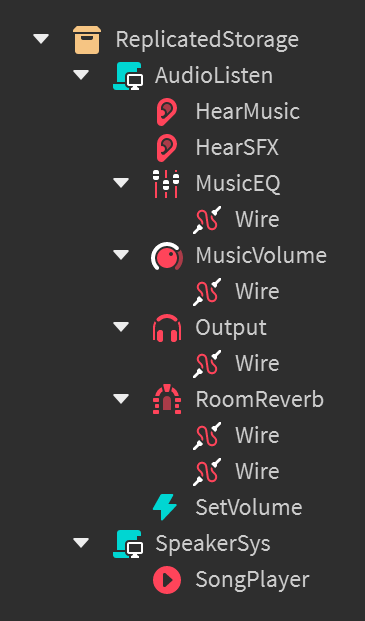 ReplicatedStorage
AudioListen
HearMusic
HearSFX
MusicEQ
Wire
MusicVolume
Wire
Output
Wire
RoomReverb
Wire
Wire
SetVolume
SpeakerSys
SongPlayer